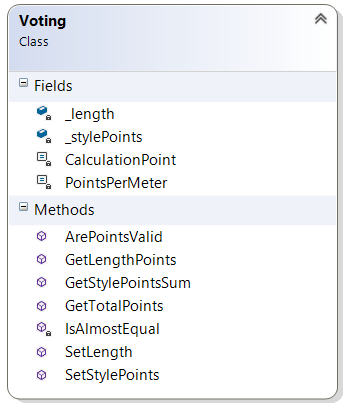 Voting
Class
Fields
_length
_stylePoints
CalculationPoint
PointsPerMeter
Methods
ArePointsValid
GetLengthPoints
GetStylePointsSum
GetTotalPoints
IsAlmostEqual
SetLength
SetStylePoints